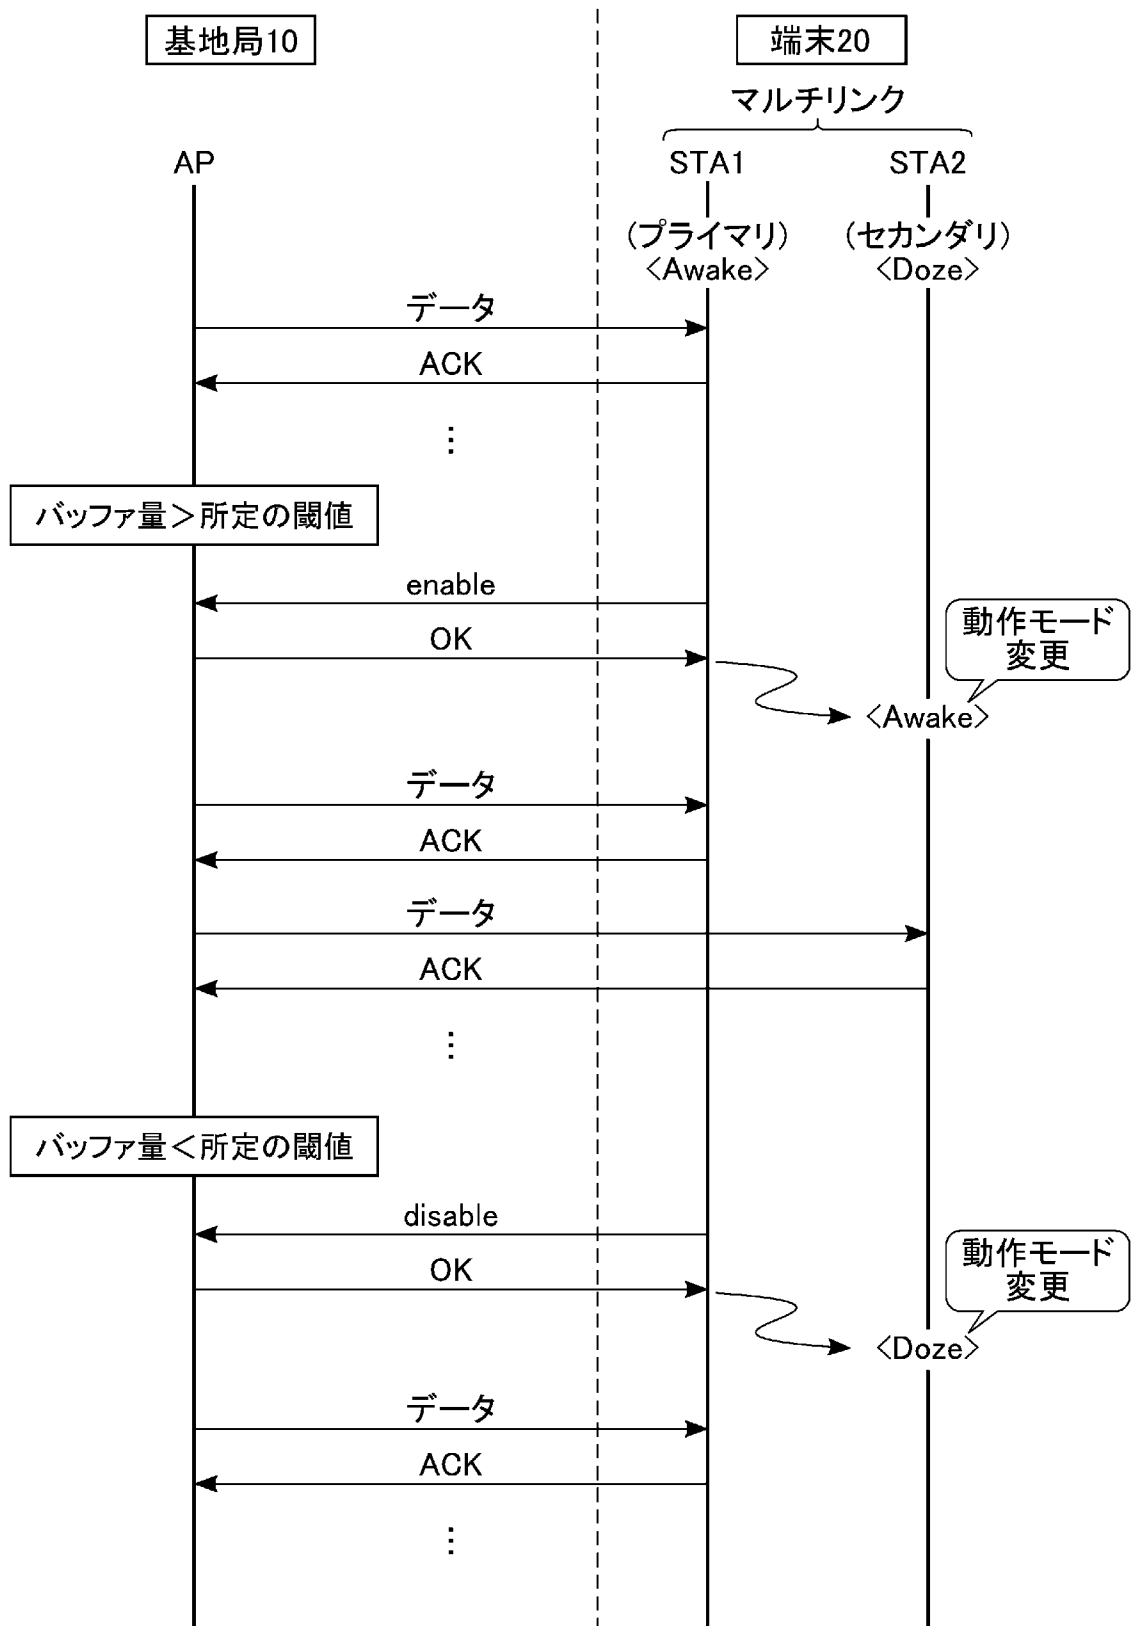 基地局10
端末20
マルチリンク
AP
STA1
STA2
(プライマリ)
<Awake>
(セカンダリ)
<Doze>
データ
ACK
⋮
バッファ量>所定の閾値
enable
OK
動作モード
変更
<Awake>
データ
ACK
データ
ACK
⋮
バッファ量<所定の閾値
disable
OK
動作モード
変更
<Doze>
データ
ACK
⋮